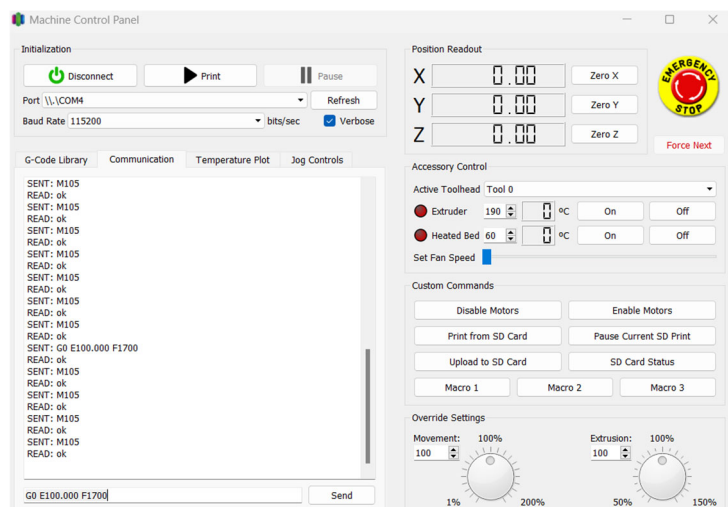 Machine Control Panel
Initialization
Disconnect
Print
Pause
Port \\.\COM4
Refresh
Baud Rate 115200
bits/sec
Verbose
G-Code Library
Communication
Temperature Plot
Jog Controls
SENT: M105
READ: ok
SENT: M105
READ: ok
SENT: M105
READ: ok
SENT: M105
READ: ok
SENT: M105
READ: ok
SENT: M105
READ: ok
SENT: M105
READ: ok
SENT: G0 E100.000 F1700
READ: ok
SENT: M105
READ: ok
SENT: M105
READ: ok
SENT: M105
READ: ok
SENT: M105
READ: ok
G0 E100.000 F1700
Send
Position Readout
X 0.00 Zero X
Y 0.00 Zero Y
Z 0.00 Zero Z
EMERGENCY
STOP
Force Next
Accessory Control
Active Toolhead Tool 0
Extruder 190 0 ºC On Off
Heated Bed 60 0 ºC On Off
Set Fan Speed
Custom Commands
Disable Motors
Enable Motors
Print from SD Card
Pause Current SD Print
Upload to SD Card
SD Card Status
Macro 1
Macro 2
Macro 3
Override Settings
Movement: 100%
100
1% 200%
Extrusion: 100%
100
50% 150%